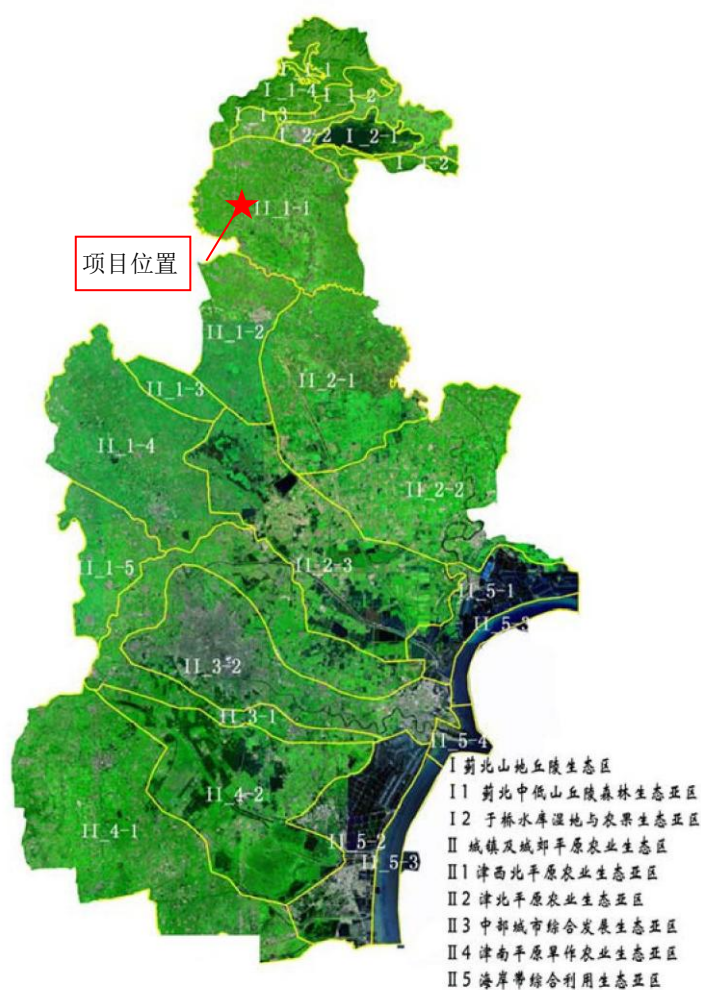 I_1-1
I_1-4
I_1-2
I_1-3
I_2-2
I_2-1
I_1-2
II_1-1
项目位置
II_1-2
II_1-3
II_2-1
II_1-4
II_2-2
II_1-5
II-2-3
II_5-1
II_5-3
II_3-2
II_3-1
II_5-4
II_4-2
II_4-1
II_5-2
II_5-3
I 蓟北山地丘陵生态区
I1 蓟北中低山丘陵森林生态亚区
I2 于桥水库湿地与农果生态亚区
II 城镇及城郊平原农业生态区
II1 津西北平原农业生态亚区
II2 津北平原农业生态亚区
II3 中部城市综合发展生态亚区
II4 津南平原旱作农业生态亚区
II5 海岸带综合利用生态亚区